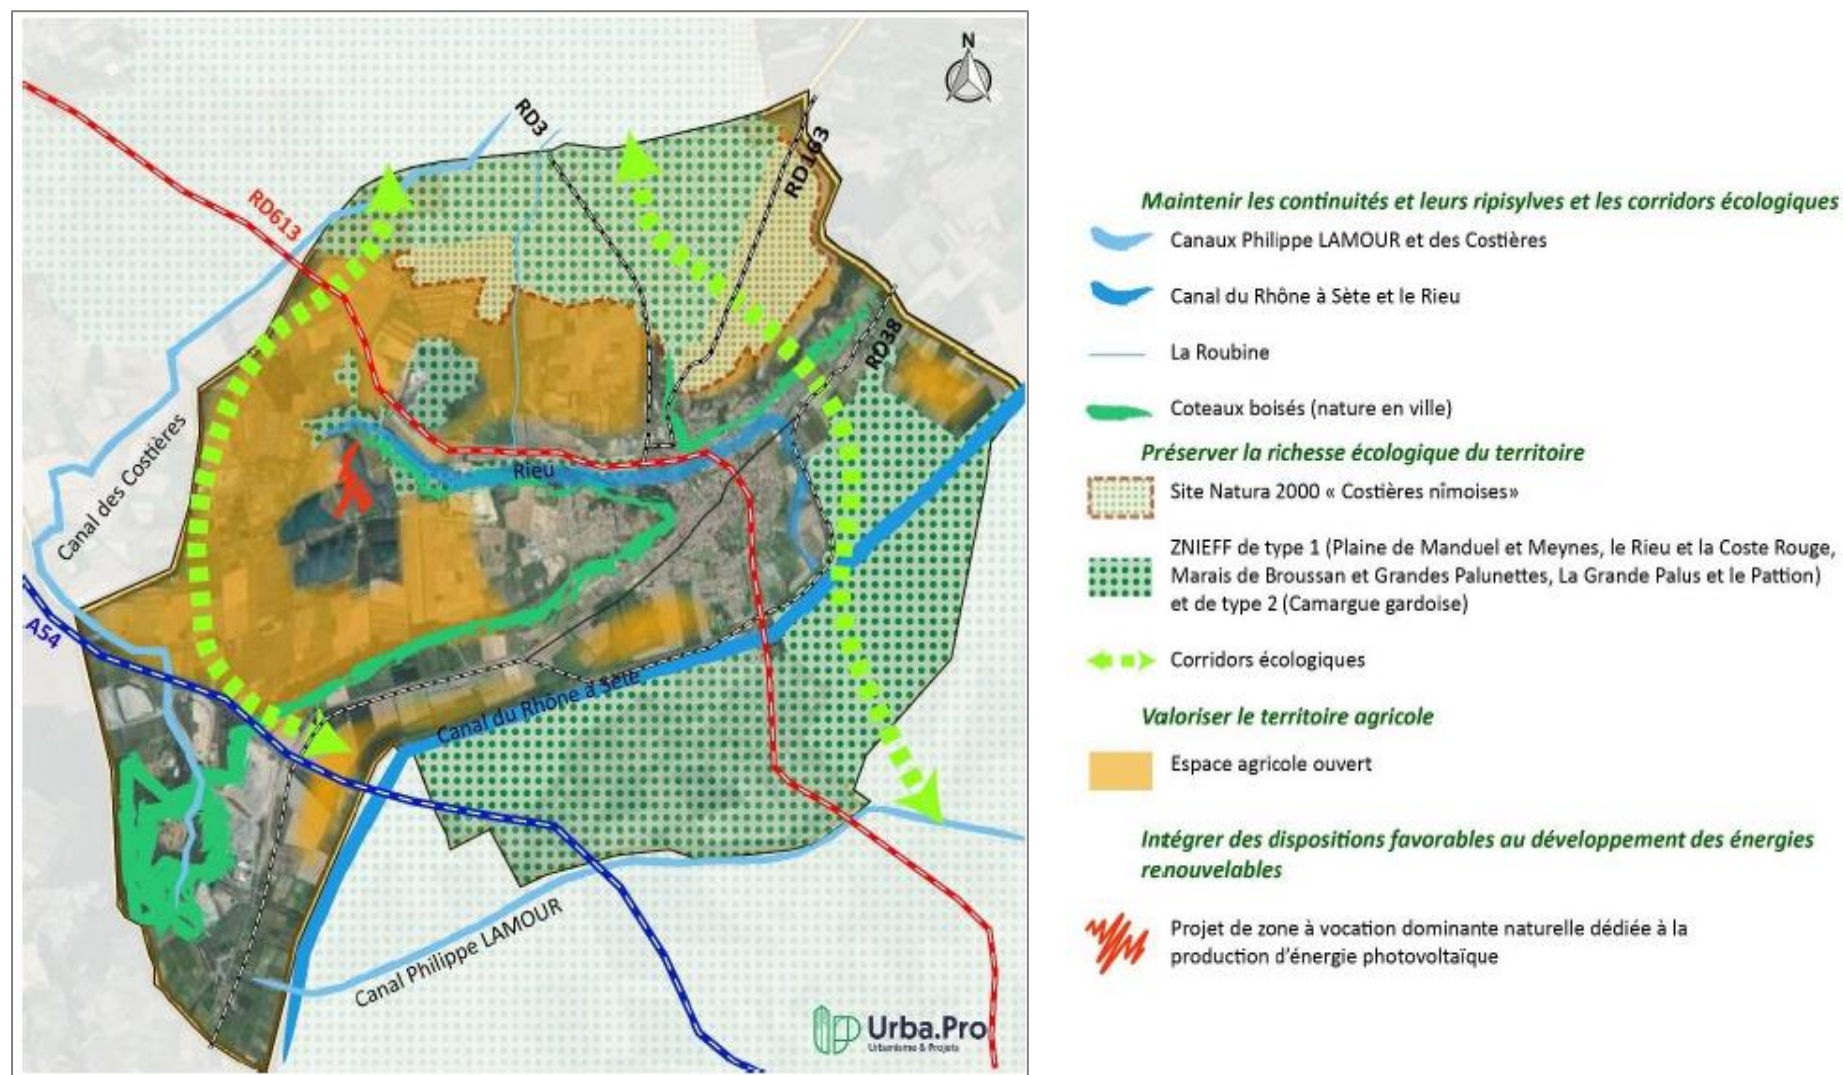 N
RD3
RD163
RD613
RD38
Canal des Costières
Rieu
A54
Canal du Rhône à Sète
Canal Philippe LAMOUR
Urba.Pro
Urbanisme & Projets
Maintenir les continuités et leurs ripisylves et les corridors écologiques
Canaux Philippe LAMOUR et des Costières
Canal du Rhône à Sète et le Rieu
La Roubine
Coteaux boisés (nature en ville)
Préserver la richesse écologique du territoire
Site Natura 2000 « Costières nîmoises»
ZNIEFF de type 1 (Plaine de Manduel et Meynes, le Rieu et la Coste Rouge,
Marais de Broussan et Grandes Palunettes, La Grande Palus et le Pattion)
et de type 2 (Camargue gardoise)
Corridors écologiques
Valoriser le territoire agricole
Espace agricole ouvert
Intégrer des dispositions favorables au développement des énergies
renouvelables
Projet de zone à vocation dominante naturelle dédiée à la
production d'énergie photovoltaïque